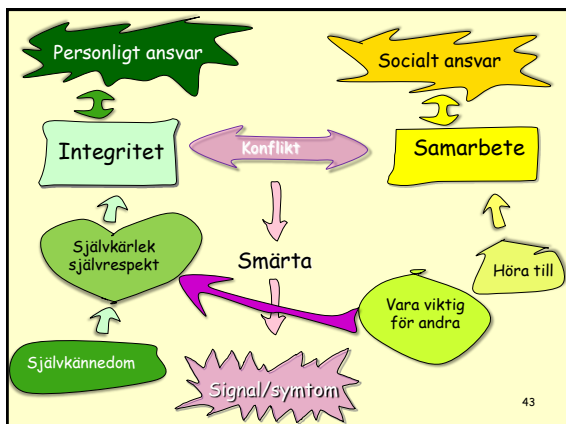 Personligt ansvar
Socialt ansvar
Integritet
Konflikt
Samarbete
Självkärlek
självrespekt
Smärta
Höra till
Vara viktig
för andra
Självkännedom
Signal/symtom
43